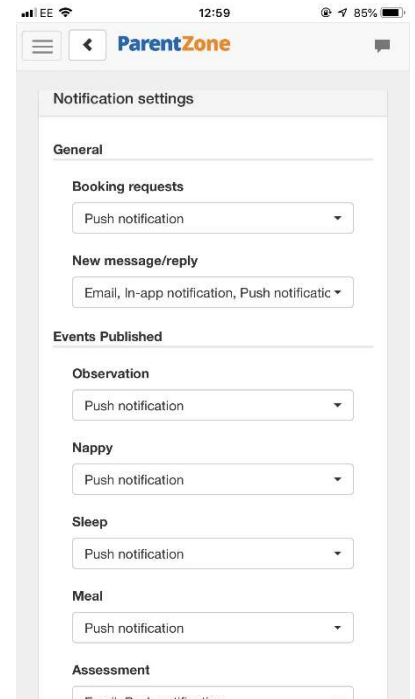 EE 12:59 85%
ParentZone
Notification settings
General
Booking requests
Push notification
New message/reply
Email, In-app notification, Push notificatic
Events Published
Observation
Push notification
Nappy
Push notification
Sleep
Push notification
Meal
Push notification
Assessment